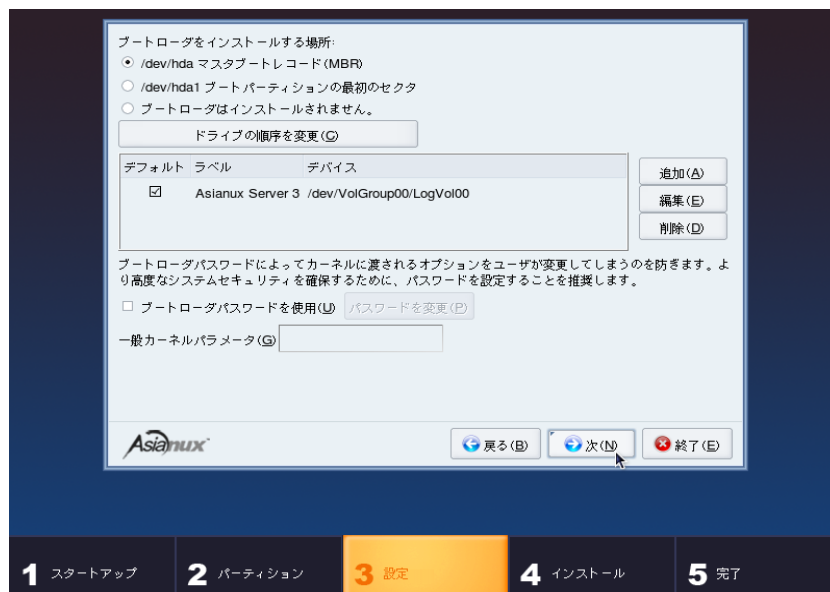 ブートローダをインストールする場所:
/dev/hda マスタブートレコード(MBR)
/dev/hda1 ブートパーティションの最初のセクタ
ブートローダはインストールされません。
ドライブの順序を変更(C)
デフォルト ラベル デバイス
Asianux Server 3 /dev/VolGroup00/LogVol00
追加(A)
編集(E)
削除(D)
ブートローダパスワードによってカーネルに渡されるオプションをユーザが変更してしまうのを防ぎます。よ
り高度なシステムセキュリティを確保するために、パスワードを設定することを推奨します。
ブートローダパスワードを使用(U) パスワードを変更(P)
一般カーネルパラメータ(G)
Asianux 戻る(B) 次(N) 終了(E)
1 スタートアップ 2 パーティション 3 設定 4 インストール 5 完了